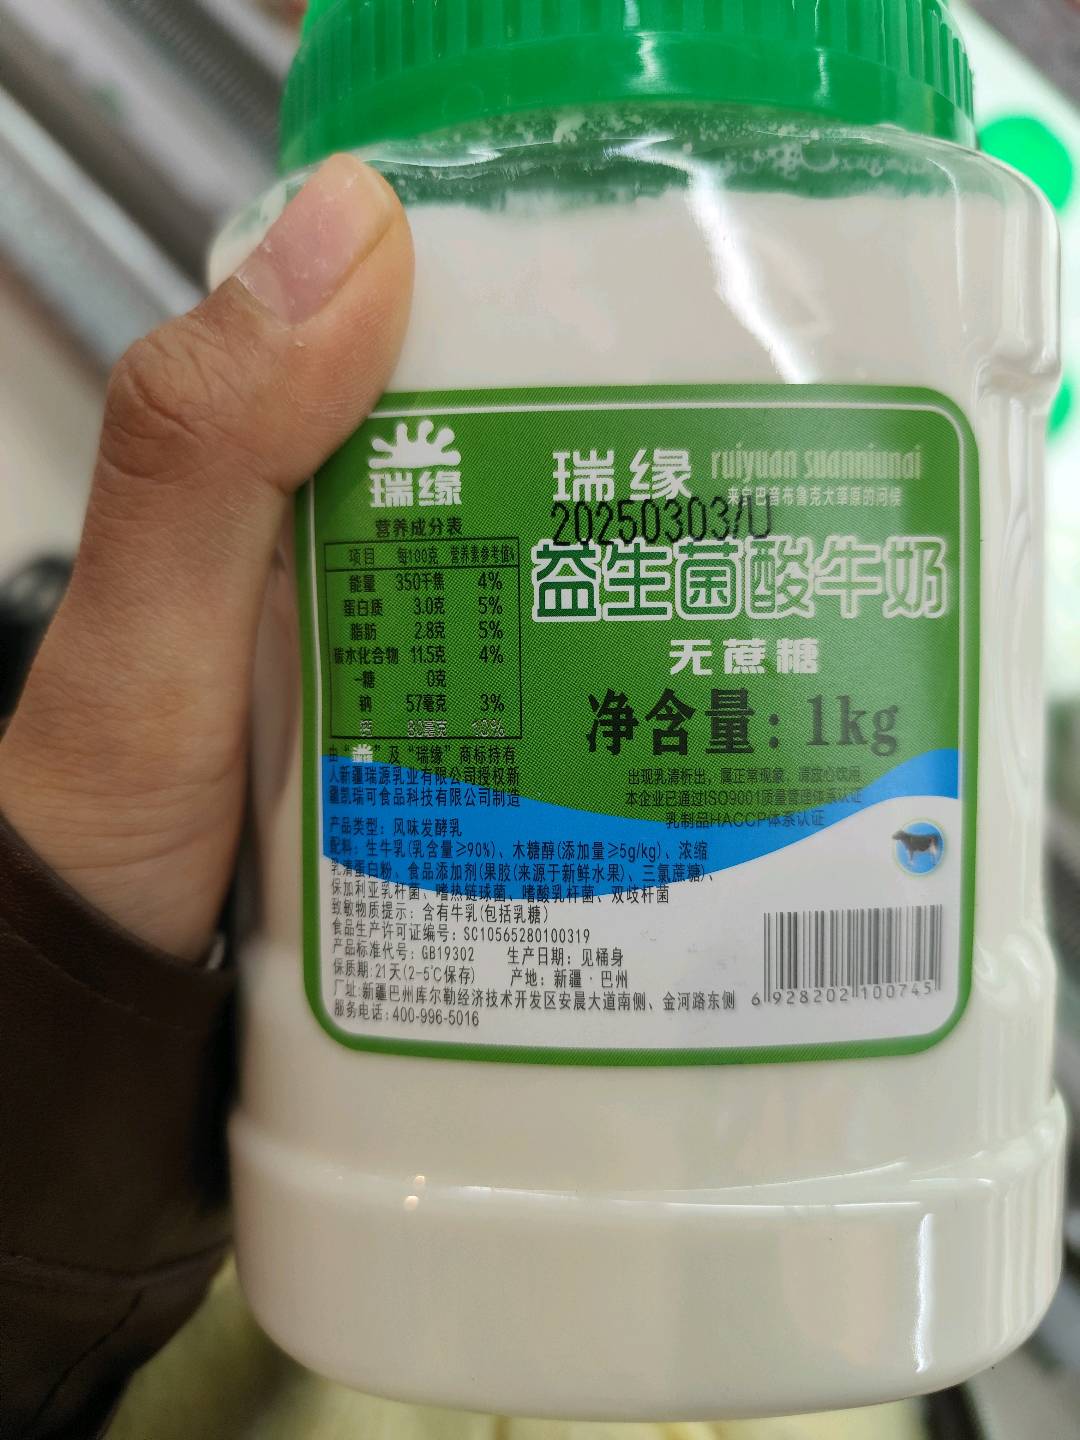 瑞缘
营养成分表
项目 每100克 营养素参考值%
能量 350千焦 4%
蛋白质 3.0克 5%
脂肪 2.8克 5%
碳水化合物 11.5克 4%
-糖 0克
钠 57毫克 3%
钙
由“瑞缘”及“瑞缘”商标持有
人新疆瑞源乳业有限公司授权新
疆凯瑞可食品科技有限公司制造
瑞缘 ruiyuan suanniunai
来自巴音布鲁克大草原的问候
20250303/U
益生菌酸牛奶
无蔗糖
净含量：1kg
出现乳清析出，属正常现象，请放心饮用
本企业已通过ISO9001质量管理体系认证
乳制品HACCP体系认证
产品类型：风味发酵乳
配料：生牛乳(乳含量≥90%)、木糖醇(添加量≥5g/kg)、浓缩
乳清蛋白粉、食品添加剂(果胶(来源于新鲜水果)、三氯蔗糖)、
保加利亚乳杆菌、嗜热链球菌、嗜酸乳杆菌、双歧杆菌
致敏物质提示：含有牛乳(包括乳糖)
食品生产许可证编号：SC10565280100319
产品标准代号：GB19302 生产日期：见桶身
保质期:21天(2-5℃保存) 产地：新疆·巴州
厂址:新疆巴州库尔勒经济技术开发区安晨大道南侧、金河路东侧
服务电话:400-996-5016
6 928202 100745